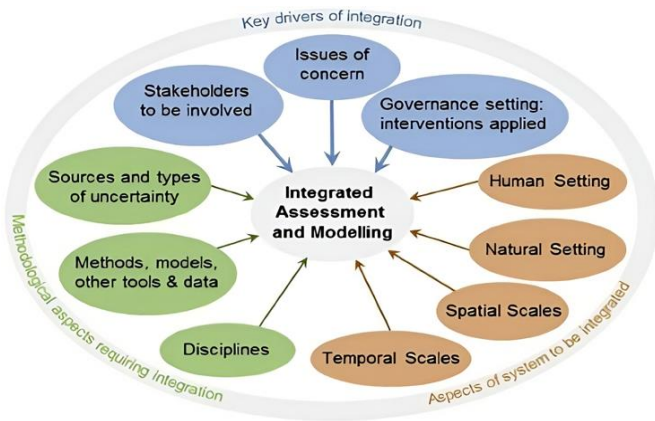 Key drivers of integration
Issues of
concern
Stakeholders
to be involved
Governance setting:
interventions applied
Sources and types
of uncertainty
Integrated
Assessment
and Modelling
Human Setting
Natural Setting
Methods, models,
other tools & data
Spatial Scales
Disciplines
Temporal Scales
Methodological aspects requiring integration
Aspects of system to be integrated